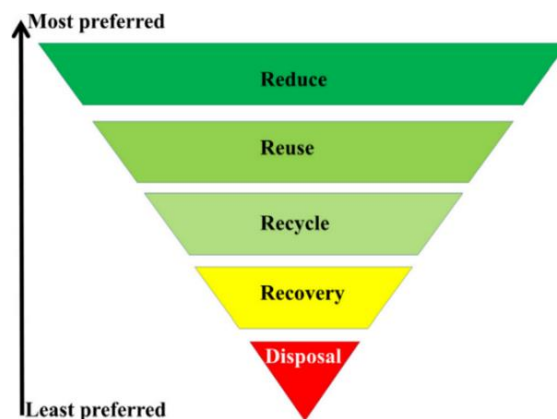 Most preferred
Reduce
Reuse
Recycle
Recovery
Disposal
Least preferred